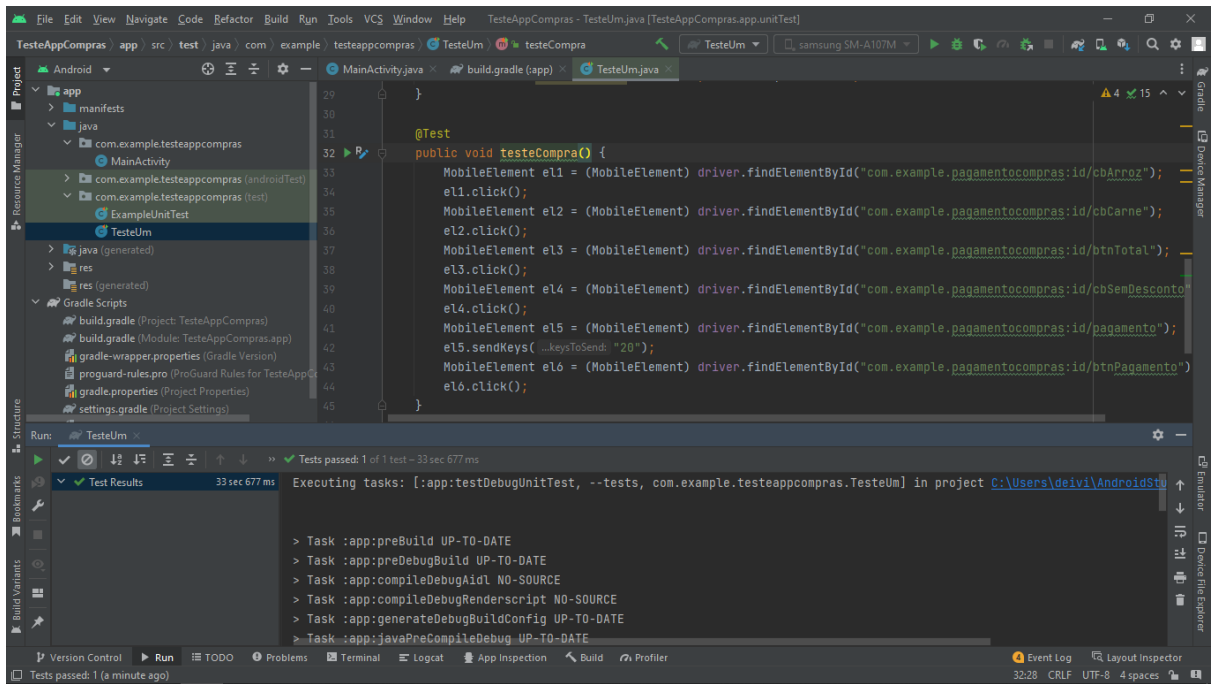 File Edit View Navigate Code Refactor Build Run Tools VCS Window Help TesteAppCompras - TesteUm.java [TesteAppCompras.app.unitTest]
TesteAppCompras app src test java com example testeappcompras TesteUm testeCompra TesteUm samsung SM-A107M
Project
Android
MainActivity.java build.gradle (:app) TesteUm.java
Gradle
app
manifests
java
com.example.testeappcompras
MainActivity
com.example.testeappcompras (androidTest)
com.example.testeappcompras (test)
ExampleUnitTest
TesteUm
java (generated)
res
res (generated)
Gradle Scripts
build.gradle (Project: TesteAppCompras)
build.gradle (Module: TesteAppCompras.app)
gradle-wrapper.properties (Gradle Version)
proguard-rules.pro (ProGuard Rules for TesteAppC
gradle.properties (Project Properties)
settings.gradle (Project Settings)
Resource Manager
Structure
Bookmarks
Build Variants
4 15
29 }
30
31 @Test
32 public void testeCompra() {
33 MobileElement el1 = (MobileElement) driver.findElementById("com.example.pagamentocompras:id/cbArroz");
34 el1.click();
35 MobileElement el2 = (MobileElement) driver.findElementById("com.example.pagamentocompras:id/cbCarne");
36 el2.click();
37 MobileElement el3 = (MobileElement) driver.findElementById("com.example.pagamentocompras:id/btnTotal");
38 el3.click();
39 MobileElement el4 = (MobileElement) driver.findElementById("com.example.pagamentocompras:id/cbSemDesconto"
40 el4.click();
41 MobileElement el5 = (MobileElement) driver.findElementById("com.example.pagamentocompras:id/pagamento");
42 el5.sendKeys( ...keysToSend: "20");
43 MobileElement el6 = (MobileElement) driver.findElementById("com.example.pagamentocompras:id/btnPagamento")
44 el6.click();
45 }
Device Manager
Emulator
Device File Explorer
Run: TesteUm
Tests passed: 1 of 1 test – 33 sec 677 ms
Test Results 33 sec 677 ms
Executing tasks: [:app:testDebugUnitTest, --tests, com.example.testeappcompras.TesteUm] in project C:\Users\deivi\AndroidStu
> Task :app:preBuild UP-TO-DATE
> Task :app:preDebugBuild UP-TO-DATE
> Task :app:compileDebugAidl NO-SOURCE
> Task :app:compileDebugRenderscript NO-SOURCE
> Task :app:generateDebugBuildConfig UP-TO-DATE
> Task :app:javaPreCompileDebug UP-TO-DATE
Version Control Run TODO Problems Terminal Logcat App Inspection Build Profiler 4 Event Log Layout Inspector
Tests passed: 1 (a minute ago) 32:28 CRLF UTF-8 4 spaces